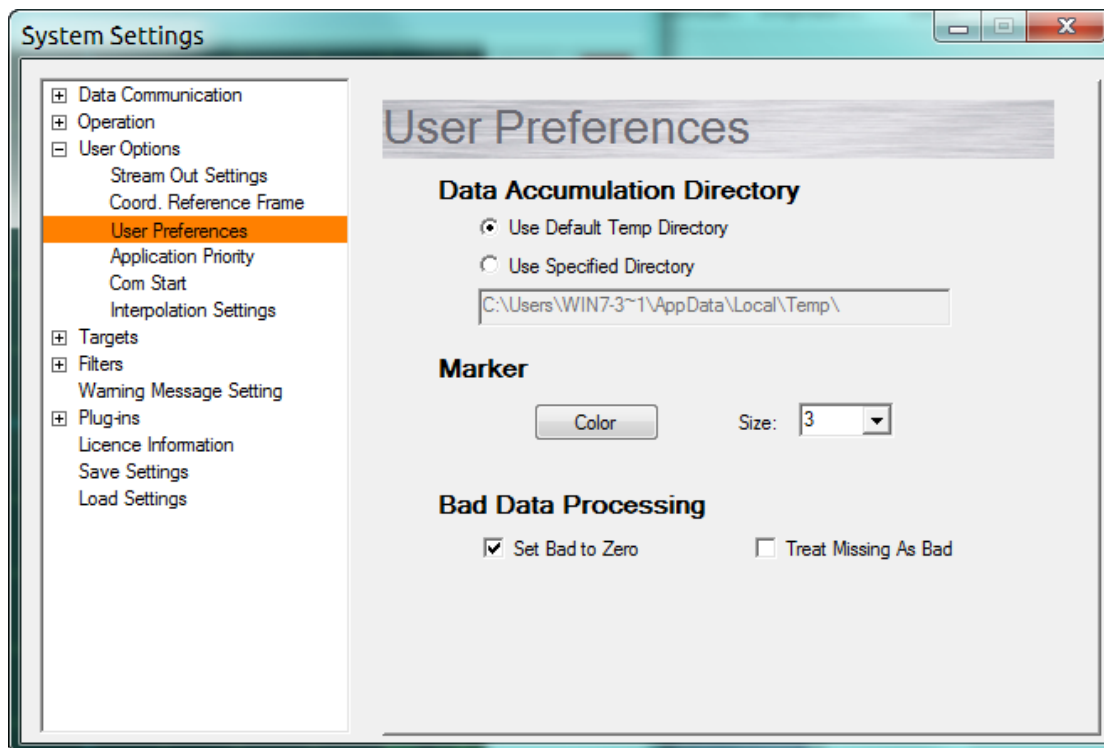 System Settings
Data Communication
Operation
User Options
Stream Out Settings
Coord. Reference Frame
User Preferences
Application Priority
Com Start
Interpolation Settings
Targets
Filters
Warning Message Setting
Plug-ins
Licence Information
Save Settings
Load Settings
User Preferences
Data Accumulation Directory
Use Default Temp Directory
Use Specified Directory
C:\Users\WIN7-3~1\AppData\Local\Temp\
Marker
Color Size: 3
Bad Data Processing
Set Bad to Zero Treat Missing As Bad